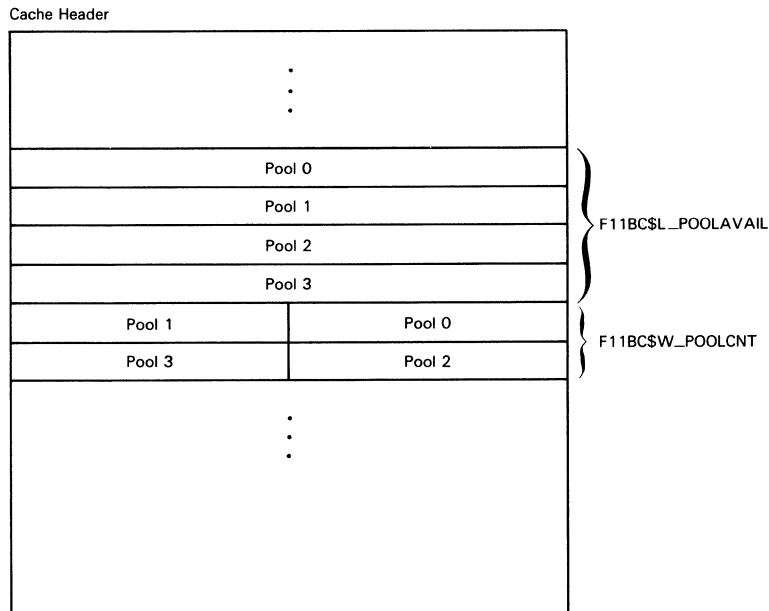 Cache Header
Pool 0
Pool 1
Pool 2
Pool 3
F11BC$L_POOLAVAIL
Pool 1 Pool 0
Pool 3 Pool 2
F11BC$W_POOLCNT